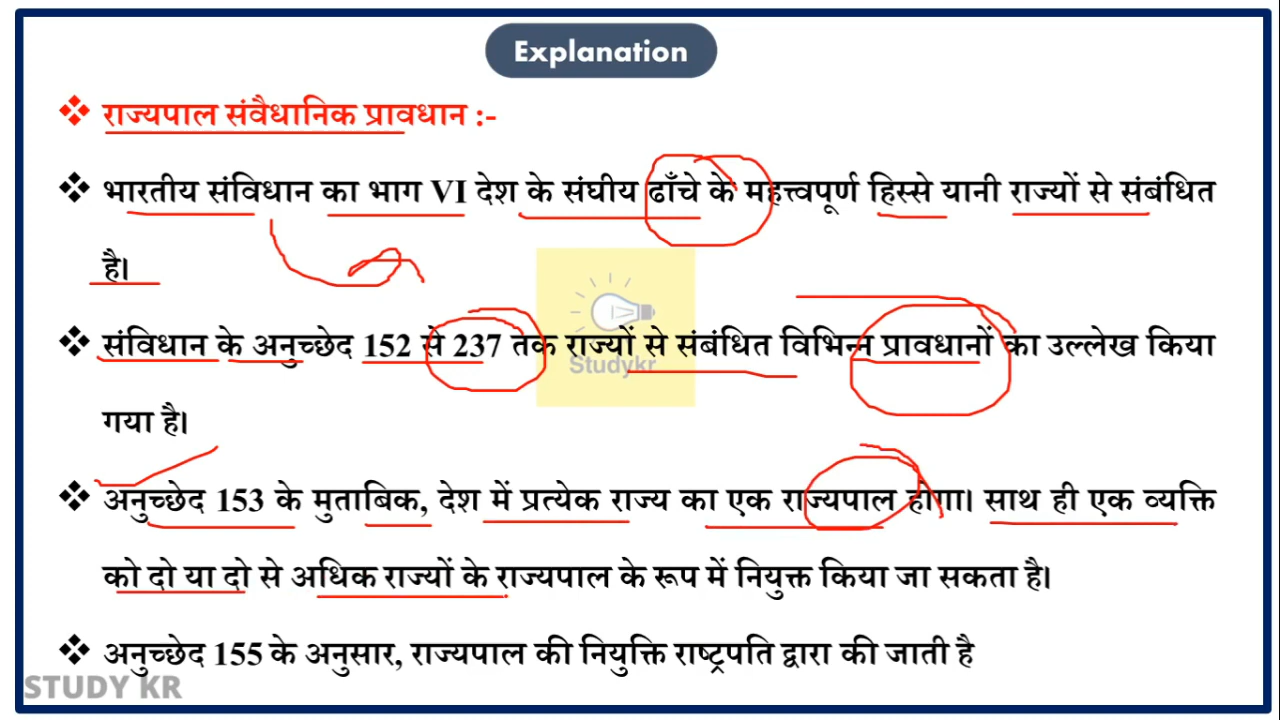 Explanation
❖ राज्यपाल संवैधानिक प्रावधान :-
❖ भारतीय संविधान का भाग VI देश के संघीय ढाँचे के महत्त्वपूर्ण हिस्से यानी राज्यों से संबंधित
है।
❖ संविधान के अनुच्छेद 152 से 237 तक राज्यों से संबंधित विभिन्न प्रावधानों का उल्लेख किया
Studykr
गया है।
❖ अनुच्छेद 153 के मुताबिक, देश में प्रत्येक राज्य का एक राज्यपाल होगा। साथ ही एक व्यक्ति
को दो या दो से अधिक राज्यों के राज्यपाल के रूप में नियुक्त किया जा सकता है।
❖ अनुच्छेद 155 के अनुसार, राज्यपाल की नियुक्ति राष्ट्रपति द्वारा की जाती है
STUDY KR